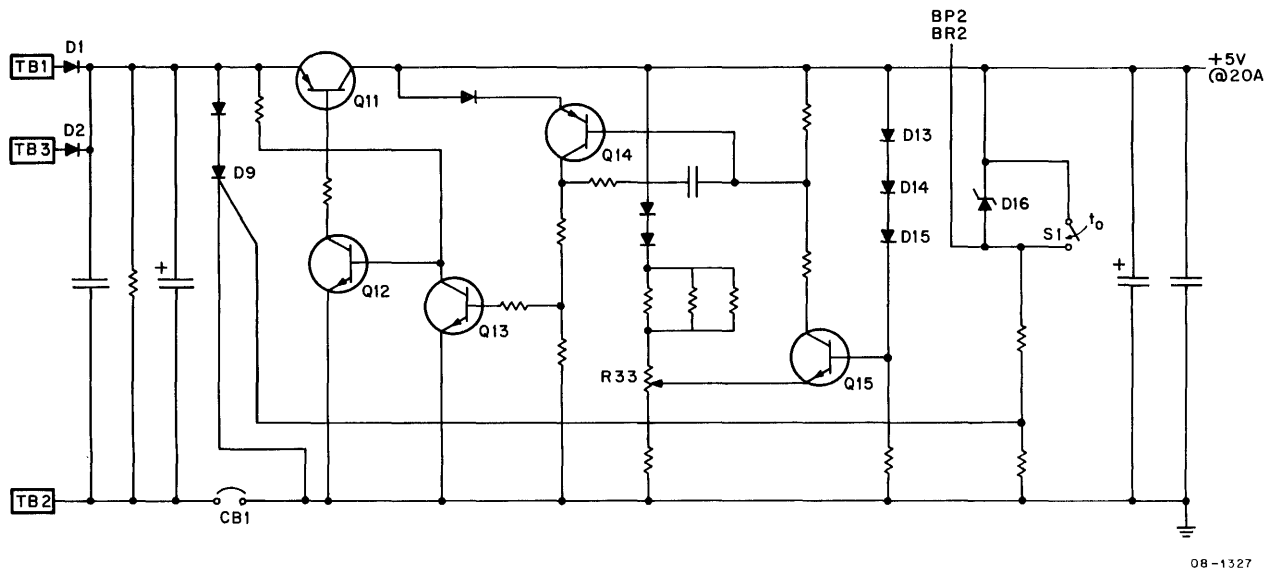 BP2
BR2
D1
TB1
+5V
@20A
Q11
D2
TB3
Q14
D13
D9
D14
D16
D15
S1
t₀
+
+
Q12
Q13
R33
Q15
TB2
CB1
08-1327